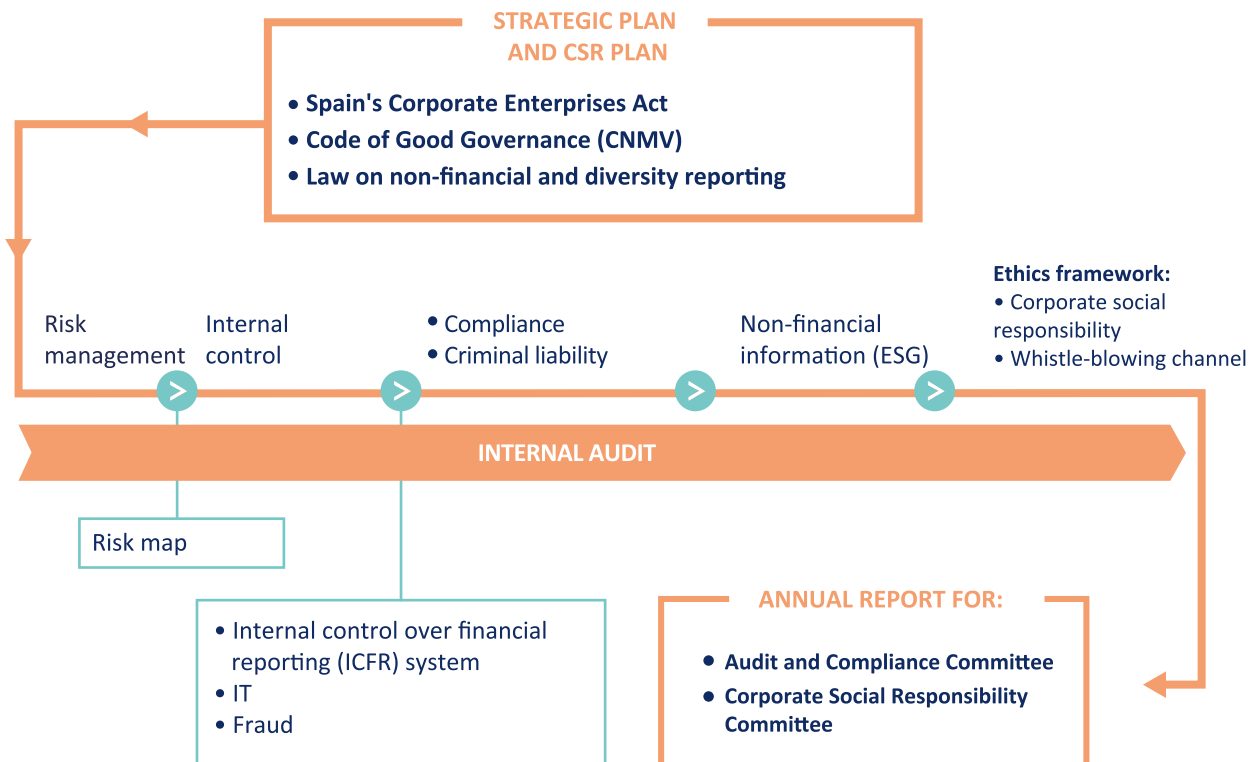 STRATEGIC PLAN
AND CSR PLAN
• Spain's Corporate Enterprises Act
• Code of Good Governance (CNMV)
• Law on non-financial and diversity reporting
Risk
management
Internal
control
• Compliance
• Criminal liability
Non-financial
information (ESG)
Ethics framework:
• Corporate social
responsibility
• Whistle-blowing channel
INTERNAL AUDIT
Risk map
• Internal control over financial
reporting (ICFR) system
• IT
• Fraud
ANNUAL REPORT FOR:
• Audit and Compliance Committee
• Corporate Social Responsibility
Committee